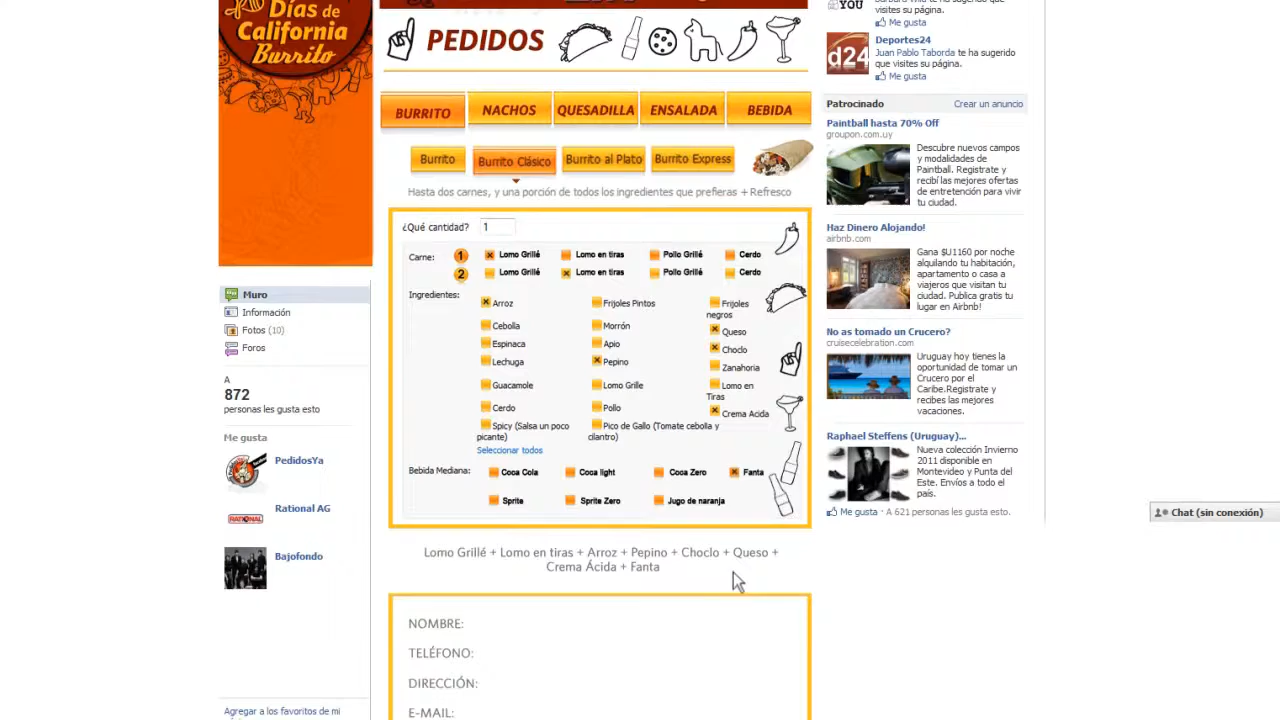 Días de
California
Burrito
PEDIDOS
BURRITO
NACHOS
QUESADILLA
ENSALADA
BEBIDA
Burrito
Burrito Clásico
Burrito al Plato
Burrito Express
Hasta dos carnes, y una porción de todos los ingredientes que prefieras + Refresco
¿Qué cantidad? 1
Carne: 1 Lomo Grillé Lomo en tiras Pollo Grillé Cerdo
2 Lomo Grillé Lomo en tiras Pollo Grillé Cerdo
Ingredientes:
Arroz Frijoles Pintos Frijoles negros
Cebolla Morrón Queso
Espinaca Apio Choclo
Lechuga Pepino Zanahoria
Guacamole Lomo Grille Lomo en Tiras
Cerdo Pollo Crema Acida
Spicy (Salsa un poco picante) Pico de Gallo (Tomate cebolla y cilantro)
Seleccionar todos
Bebida Mediana: Coca Cola Coca light Coca Zero Fanta
Sprite Sprite Zero Jugo de naranja
Lomo Grillé + Lomo en tiras + Arroz + Pepino + Choclo + Queso +
Crema Ácida + Fanta
NOMBRE:
TELÉFONO:
DIRECCIÓN:
E-MAIL:
Muro
Información
Fotos (10)
Foros
A
872
personas les gusta esto
Me gusta
PedidosYa
Rational AG
RATIONAL
Bajofondo
Agregar a los favoritos de mi
YOU
visites su página.
Me gusta
d24
Deportes24
Juan Pablo Taborda te ha sugerido
que visites su página.
Me gusta
Patrocinado Crear un anuncio
Paintball hasta 70% Off
groupon.com.uy
Descubre nuevos campos
y modalidades de
Paintball. Registrate y
recibí las mejores ofertas
de entretención para vivir
tu ciudad.
Haz Dinero Alojando!
airbnb.com
Gana $U1160 por noche
alquilando tu habitación,
apartamento o casa a
viajeros que visitan tu
ciudad. Publica gratis tu
lugar en Airbnb!
No as tomado un Crucero?
cruisecelebration.com
Uruguay hoy tienes la
oportunidad de tomar un
Crucero por el
Caribe.Registrate y
recibes las mejores
vacaciones.
Raphael Steffens (Uruguay)...
Nueva colección Invierno
2011 disponible en
Montevideo y Punta del
Este. Envíos a todo el
país.
Me gusta · A 621 personas les gusta esto.
Chat (sin conexión)